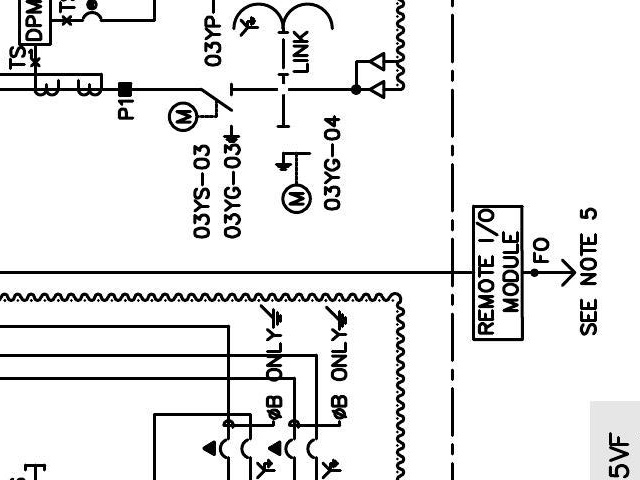 DPM
TS
P1
03YP-
LINK
M
03YS-03
03YG-03
M
03YG-04
REMOTE I/O
MODULE
FO
SEE NOTE 5
øB ONLY
øB ONLY
Y
Y
Y
5VF